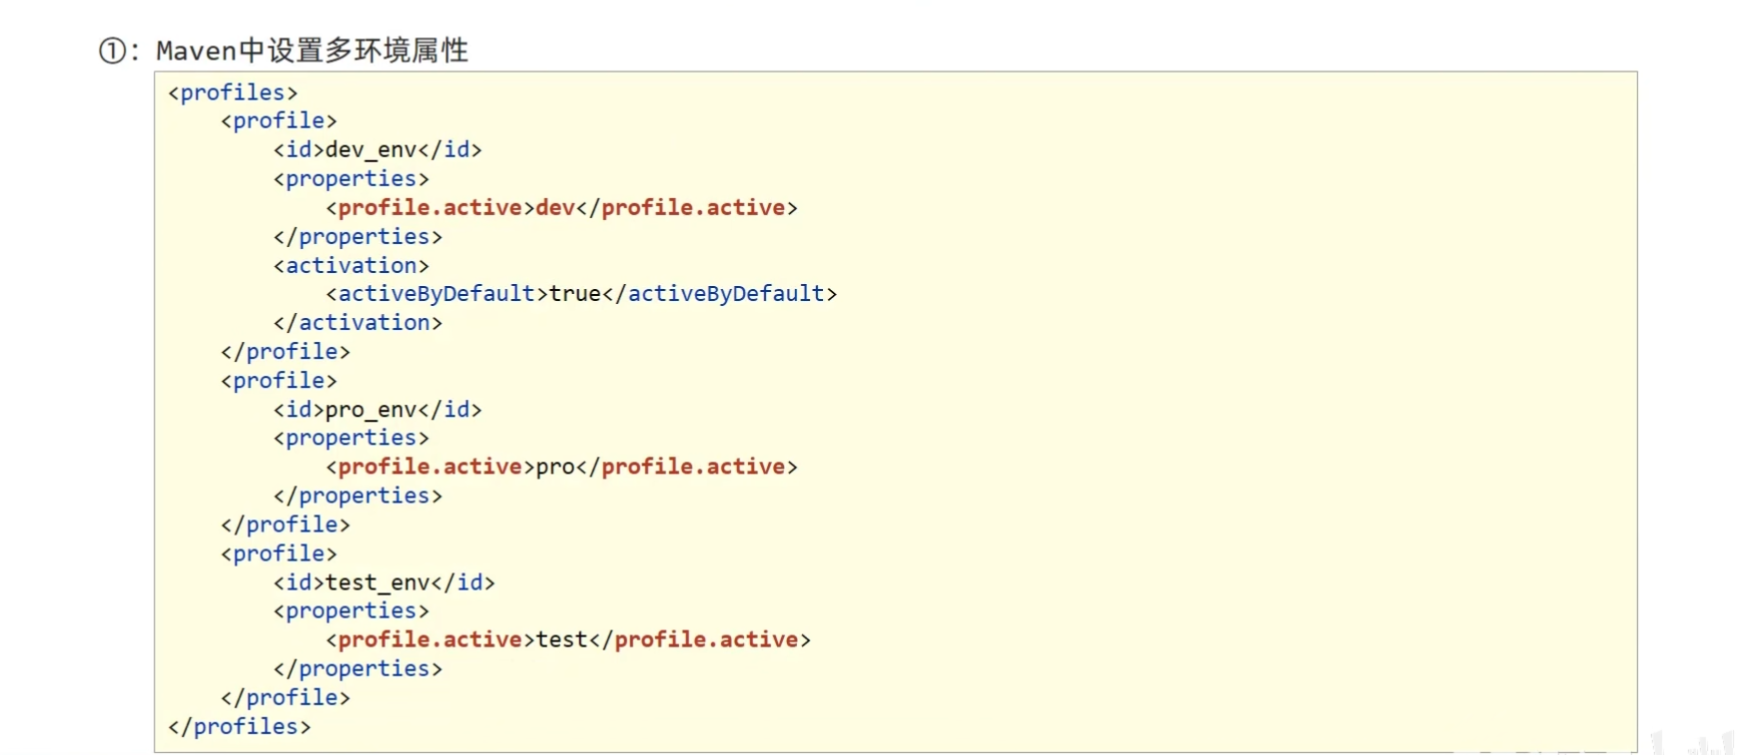 ①: Maven中设置多环境属性
<profiles>
    <profile>
        <id>dev_env</id>
        <properties>
            <profile.active>dev</profile.active>
        </properties>
        <activation>
            <activeByDefault>true</activeByDefault>
        </activation>
    </profile>
    <profile>
        <id>pro_env</id>
        <properties>
            <profile.active>pro</profile.active>
        </properties>
    </profile>
    <profile>
        <id>test_env</id>
        <properties>
            <profile.active>test</profile.active>
        </properties>
    </profile>
</profiles>